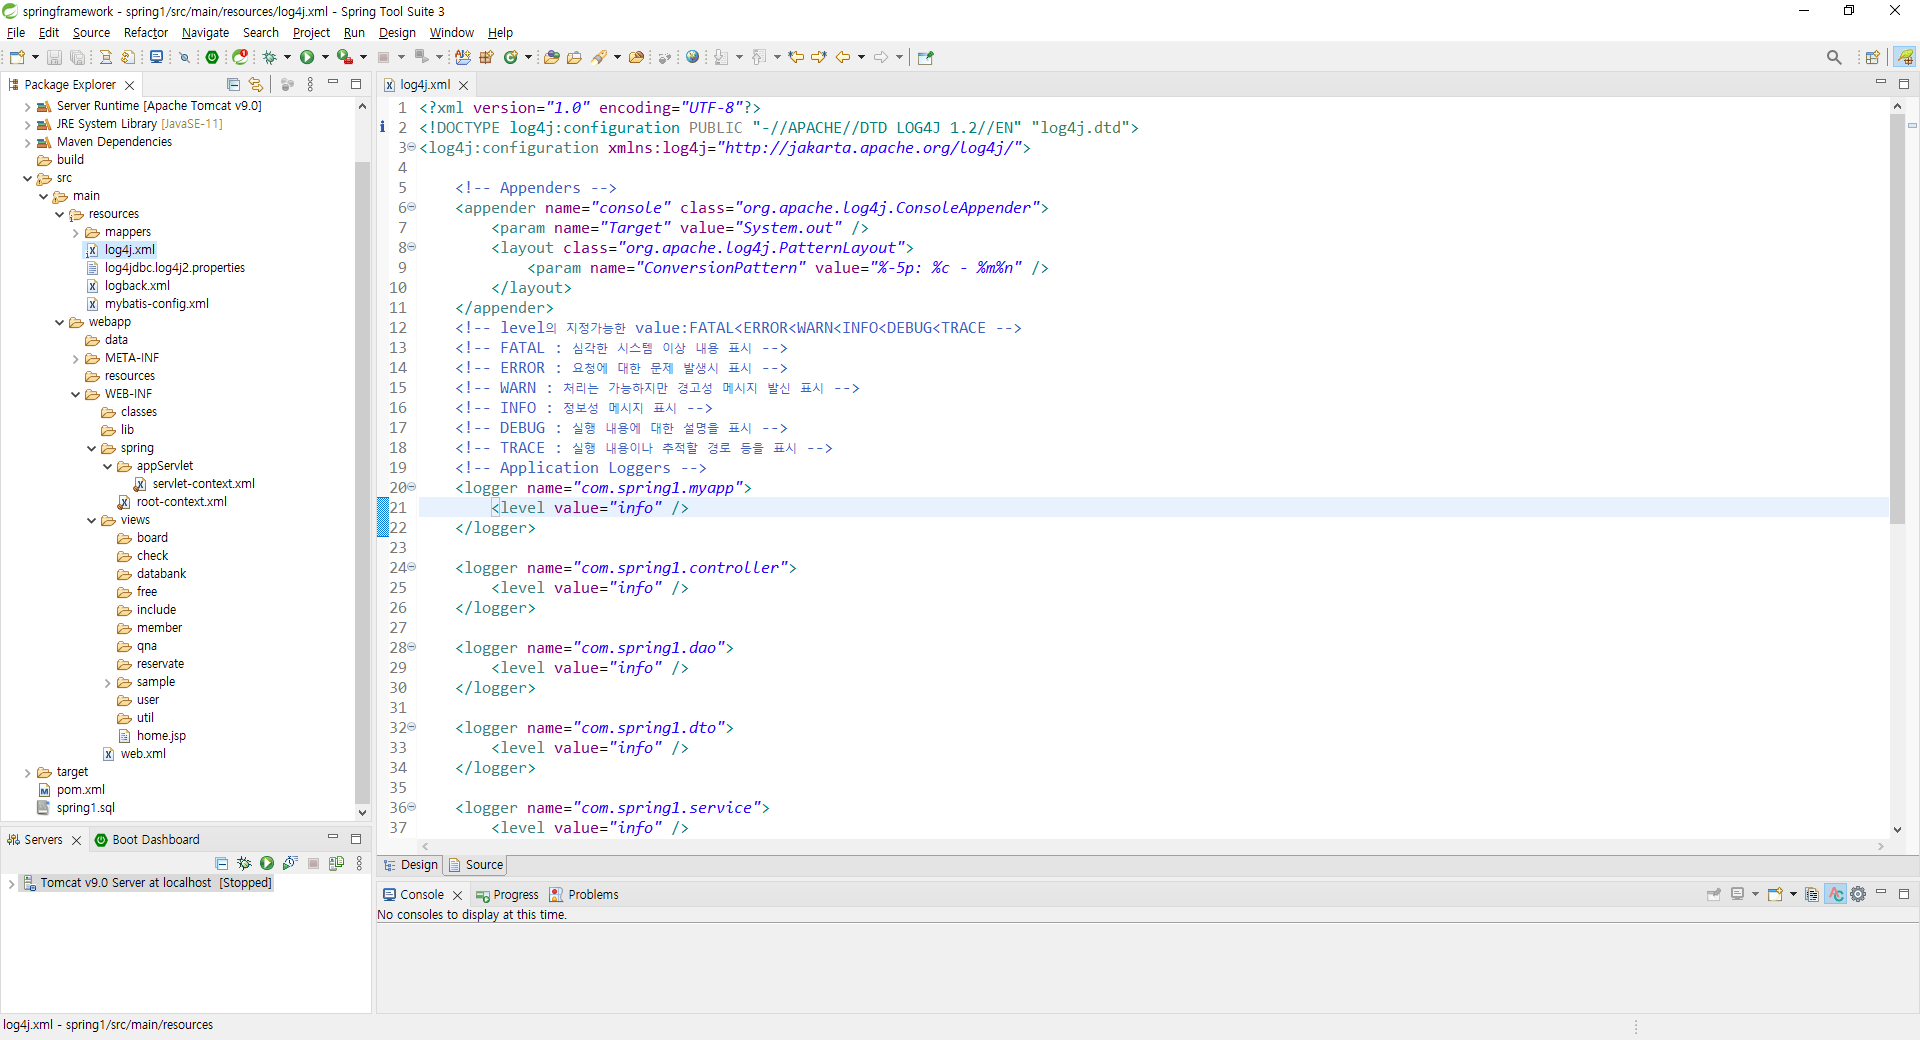 springframework - spring1/src/main/resources/log4j.xml - Spring Tool Suite 3
File Edit Source Refactor Navigate Search Project Run Design Window Help
Package Explorer
Server Runtime [Apache Tomcat v9.0]
JRE System Library [JavaSE-11]
Maven Dependencies
build
src
main
resources
mappers
log4j.xml
log4jdbc.log4j2.properties
logback.xml
mybatis-config.xml
webapp
data
META-INF
resources
WEB-INF
classes
lib
spring
appServlet
servlet-context.xml
root-context.xml
views
board
check
databank
free
include
member
qna
reservate
sample
user
util
home.jsp
web.xml
target
pom.xml
spring1.sql
log4j.xml
1 <?xml version="1.0" encoding="UTF-8"?>
2 <!DOCTYPE log4j:configuration PUBLIC "-//APACHE//DTD LOG4J 1.2//EN" "log4j.dtd">
3 <log4j:configuration xmlns:log4j="http://jakarta.apache.org/log4j/">
4
5 <!-- Appenders -->
6 <appender name="console" class="org.apache.log4j.ConsoleAppender">
7 <param name="Target" value="System.out" />
8 <layout class="org.apache.log4j.PatternLayout">
9 <param name="ConversionPattern" value="%-5p: %c - %m%n" />
10 </layout>
11 </appender>
12 <!-- level의 지정가능한 value:FATAL<ERROR<WARN<INFO<DEBUG<TRACE -->
13 <!-- FATAL : 심각한 시스템 이상 내용 표시 -->
14 <!-- ERROR : 요청에 대한 문제 발생시 표시 -->
15 <!-- WARN : 처리는 가능하지만 경고성 메시지 발신 표시 -->
16 <!-- INFO : 정보성 메시지 표시 -->
17 <!-- DEBUG : 실행 내용에 대한 설명을 표시 -->
18 <!-- TRACE : 실행 내용이나 추적할 경로 등을 표시 -->
19 <!-- Application Loggers -->
20 <logger name="com.spring1.myapp">
21 <level value="info" />
22 </logger>
23
24 <logger name="com.spring1.controller">
25 <level value="info" />
26 </logger>
27
28 <logger name="com.spring1.dao">
29 <level value="info" />
30 </logger>
31
32 <logger name="com.spring1.dto">
33 <level value="info" />
34 </logger>
35
36 <logger name="com.spring1.service">
37 <level value="info" />
Design Source
Servers Boot Dashboard
Tomcat v9.0 Server at localhost [Stopped]
Console Progress Problems
No consoles to display at this time.
log4j.xml - spring1/src/main/resources